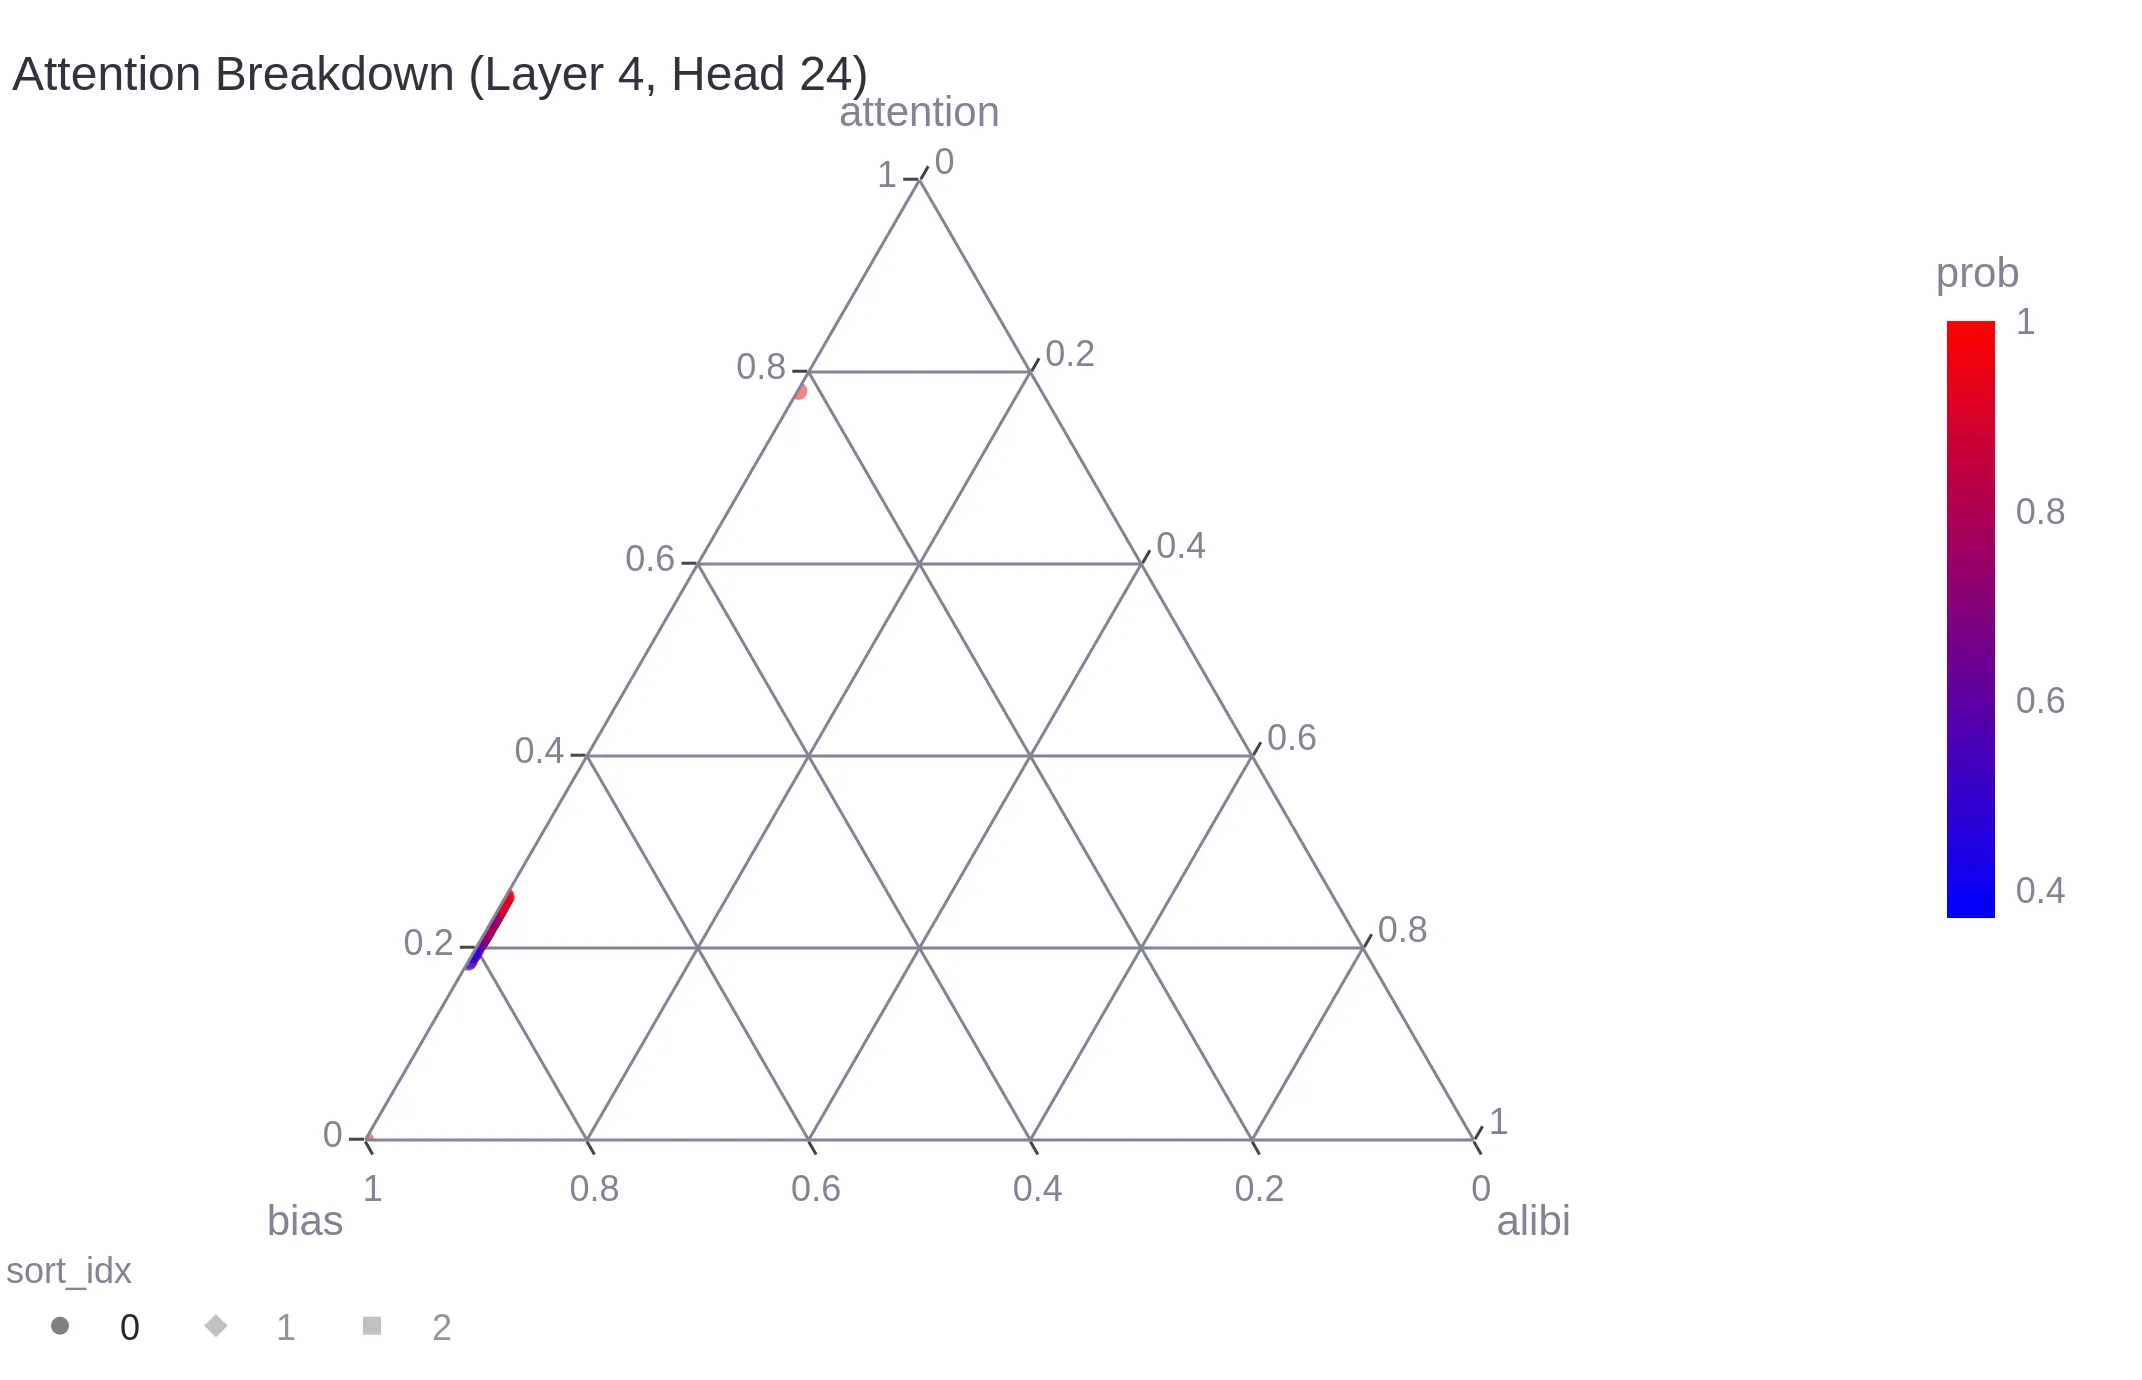 Attention Breakdown (Layer 4, Head 24)
attention
1 0
prob
1
0.8 0.2
0.8
0.6 0.4
0.6
0.4 0.6
0.4
0.2 0.8
0 1
1 0.8 0.6 0.4 0.2 0
bias alibi
sort_idx
0 1 2